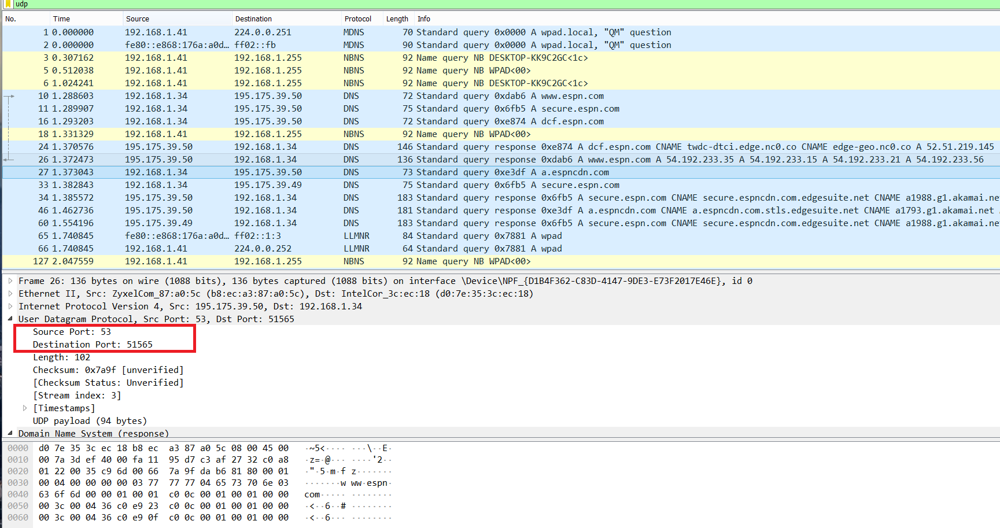 udp
No. Time Source Destination Protocol Length Info
1 0.000000 192.168.1.41 224.0.0.251 MDNS 70 Standard query 0x0000 A wpad.local, "QM" question
2 0.000000 fe80::e868:176a:a0d… ff02::fb MDNS 90 Standard query 0x0000 A wpad.local, "QM" question
3 0.307162 192.168.1.41 192.168.1.255 NBNS 92 Name query NB DESKTOP-KK9C2GC<1c>
5 0.512038 192.168.1.41 192.168.1.255 NBNS 92 Name query NB WPAD<00>
6 1.024241 192.168.1.41 192.168.1.255 NBNS 92 Name query NB DESKTOP-KK9C2GC<1c>
10 1.288603 192.168.1.34 195.175.39.50 DNS 72 Standard query 0xdab6 A www.espn.com
11 1.289907 192.168.1.34 195.175.39.50 DNS 75 Standard query 0x6fb5 A secure.espn.com
16 1.293203 192.168.1.34 195.175.39.50 DNS 72 Standard query 0xe874 A dcf.espn.com
18 1.331329 192.168.1.41 192.168.1.255 NBNS 92 Name query NB WPAD<00>
24 1.370576 195.175.39.50 192.168.1.34 DNS 146 Standard query response 0xe874 A dcf.espn.com CNAME twdc-dtci.edge.nc0.co CNAME edge-geo.nc0.co A 52.51.219.145
26 1.372473 195.175.39.50 192.168.1.34 DNS 136 Standard query response 0xdab6 A www.espn.com A 54.192.233.35 A 54.192.233.15 A 54.192.233.21 A 54.192.233.56
27 1.373043 192.168.1.34 195.175.39.50 DNS 73 Standard query 0xe3df A a.espncdn.com
33 1.382843 192.168.1.34 195.175.39.49 DNS 75 Standard query 0x6fb5 A secure.espn.com
34 1.385572 195.175.39.50 192.168.1.34 DNS 183 Standard query response 0x6fb5 A secure.espn.com CNAME secure.espncdn.com.edgesuite.net CNAME a1988.g1.akamai.ne
46 1.462736 195.175.39.50 192.168.1.34 DNS 181 Standard query response 0xe3df A a.espncdn.com CNAME a.espncdn.com.stls.edgesuite.net CNAME a1793.g1.akamai.net
60 1.554196 195.175.39.49 192.168.1.34 DNS 183 Standard query response 0x6fb5 A secure.espn.com CNAME secure.espncdn.com.edgesuite.net CNAME a1988.g1.akamai.ne
65 1.740845 fe80::e868:176a:a0d… ff02::1:3 LLMNR 84 Standard query 0x7881 A wpad
66 1.740845 192.168.1.41 224.0.0.252 LLMNR 64 Standard query 0x7881 A wpad
127 2.047559 192.168.1.41 192.168.1.255 NBNS 92 Name query NB WPAD<00>
Frame 26: 136 bytes on wire (1088 bits), 136 bytes captured (1088 bits) on interface \Device\NPF_{D1B4F362-C83D-4147-9DE3-E73F2017E46E}, id 0
Ethernet II, Src: ZyxelCom_87:a0:5c (b8:ec:a3:87:a0:5c), Dst: IntelCor_3c:ec:18 (d0:7e:35:3c:ec:18)
Internet Protocol Version 4, Src: 195.175.39.50, Dst: 192.168.1.34
User Datagram Protocol, Src Port: 53, Dst Port: 51565
Source Port: 53
Destination Port: 51565
Length: 102
Checksum: 0x7a9f [unverified]
[Checksum Status: Unverified]
[Stream index: 3]
[Timestamps]
UDP payload (94 bytes)
Domain Name System (response)
0000 d0 7e 35 3c ec 18 b8 ec a3 87 a0 5c 08 00 45 00 ·~5<···· ···\··E·
0010 00 7a 3d ef 40 00 fa 11 95 d7 c3 af 27 32 c0 a8 ·z=·@··· ····'2··
0020 01 22 00 35 c9 6d 00 66 7a 9f da b6 81 80 00 01 ·"·5·m·f z·······
0030 00 04 00 00 00 00 03 77 77 77 04 65 73 70 6e 03 ·······w ww·espn·
0040 63 6f 6d 00 00 01 00 01 c0 0c 00 01 00 01 00 00 com····· ········
0050 00 3c 00 04 36 c0 e9 23 c0 0c 00 01 00 01 00 00 ·<··6··# ········
0060 00 3c 00 04 36 c0 e9 0f c0 0c 00 01 00 01 00 00 ·<··6··· ········